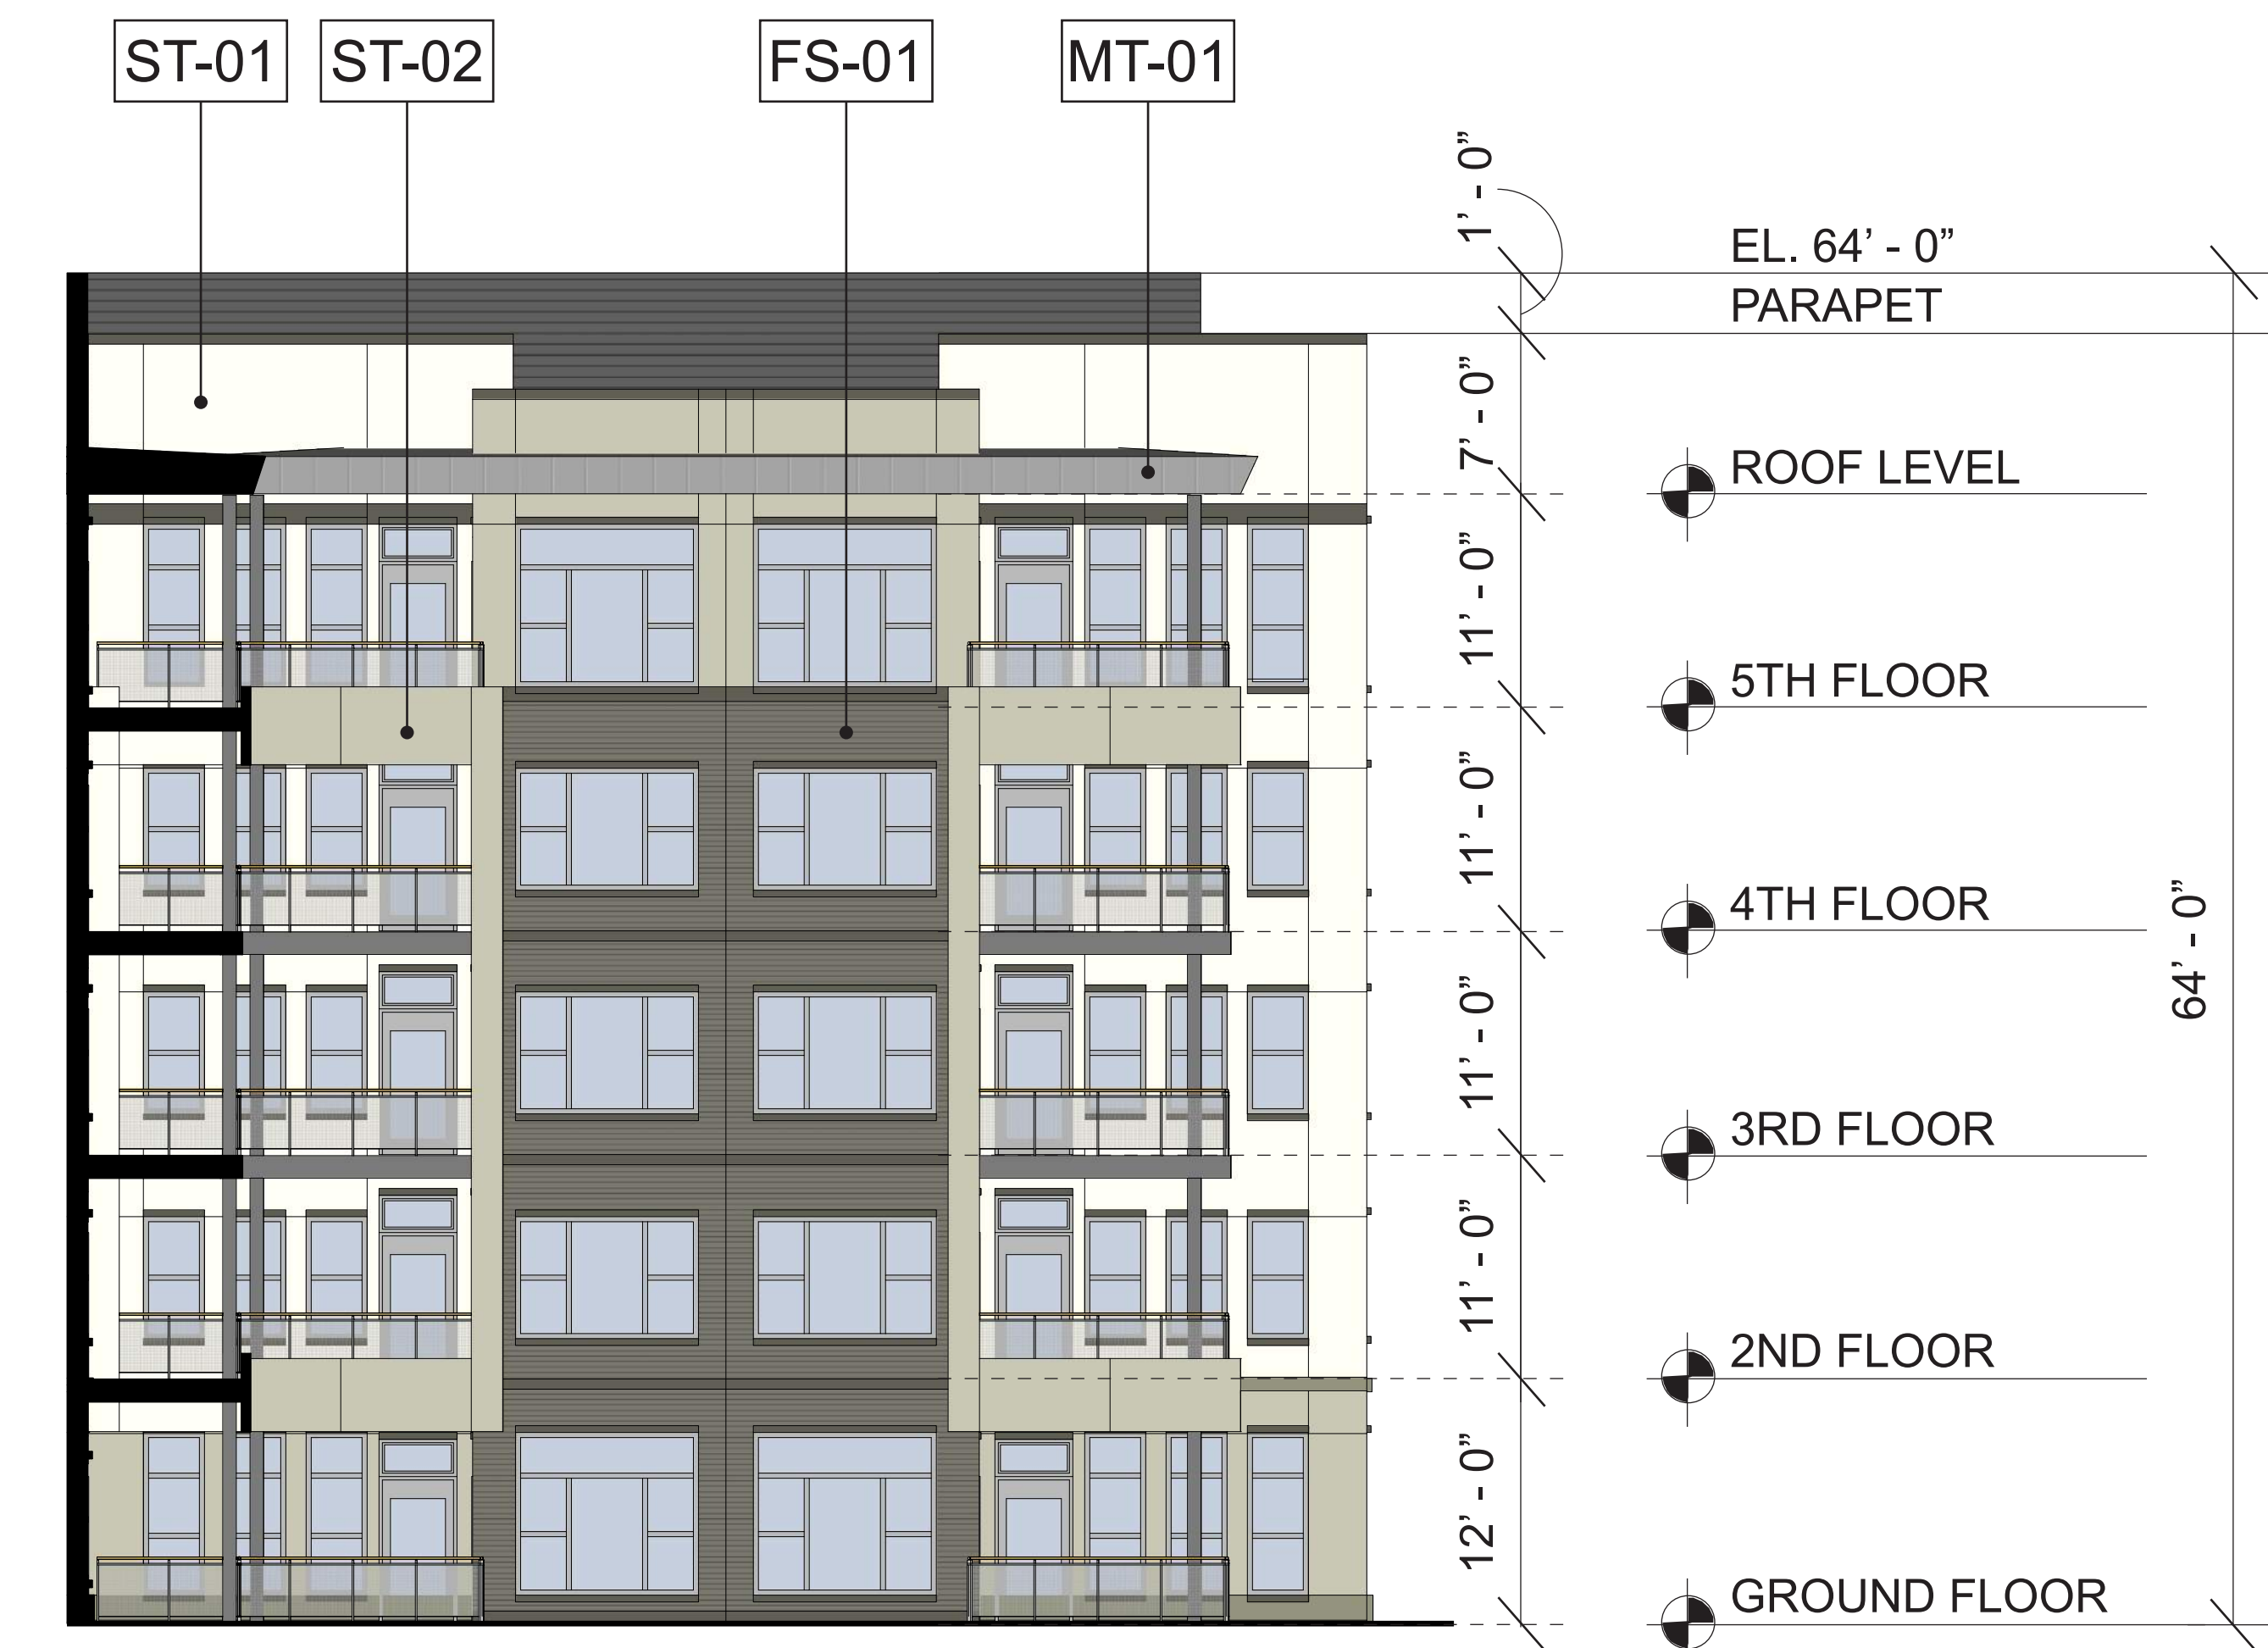 ST-01
ST-02
FS-01
MT-01
1’ - 0”
EL. 64’ - 0”
PARAPET
7’ - 0”
ROOF LEVEL
11’ - 0”
5TH FLOOR
11’ - 0”
4TH FLOOR
64’ - 0”
11’ - 0”
3RD FLOOR
11’ - 0”
2ND FLOOR
12’ - 0”
GROUND FLOOR